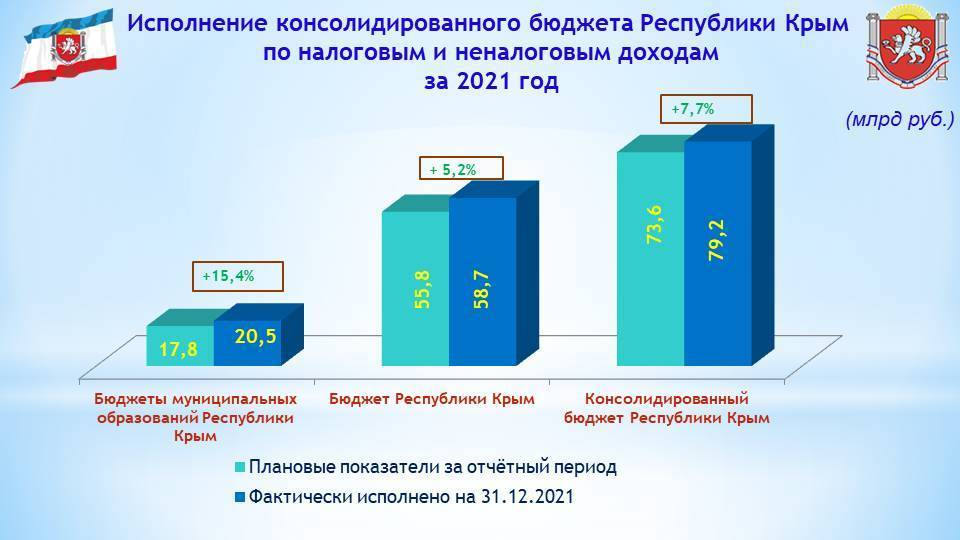 Исполнение консолидированного бюджета Республики Крым
по налоговым и неналоговым доходам
за 2021 год
(млрд руб.)
+15,4%
+ 5,2%
+7,7%
17,8
20,5
55,8
58,7
73,6
79,2
Бюджеты муниципальных
образований Республики
Крым
Бюджет Республики Крым
Консолидированный
бюджет Республики Крым
Плановые показатели за отчётный период
Фактически исполнено на 31.12.2021